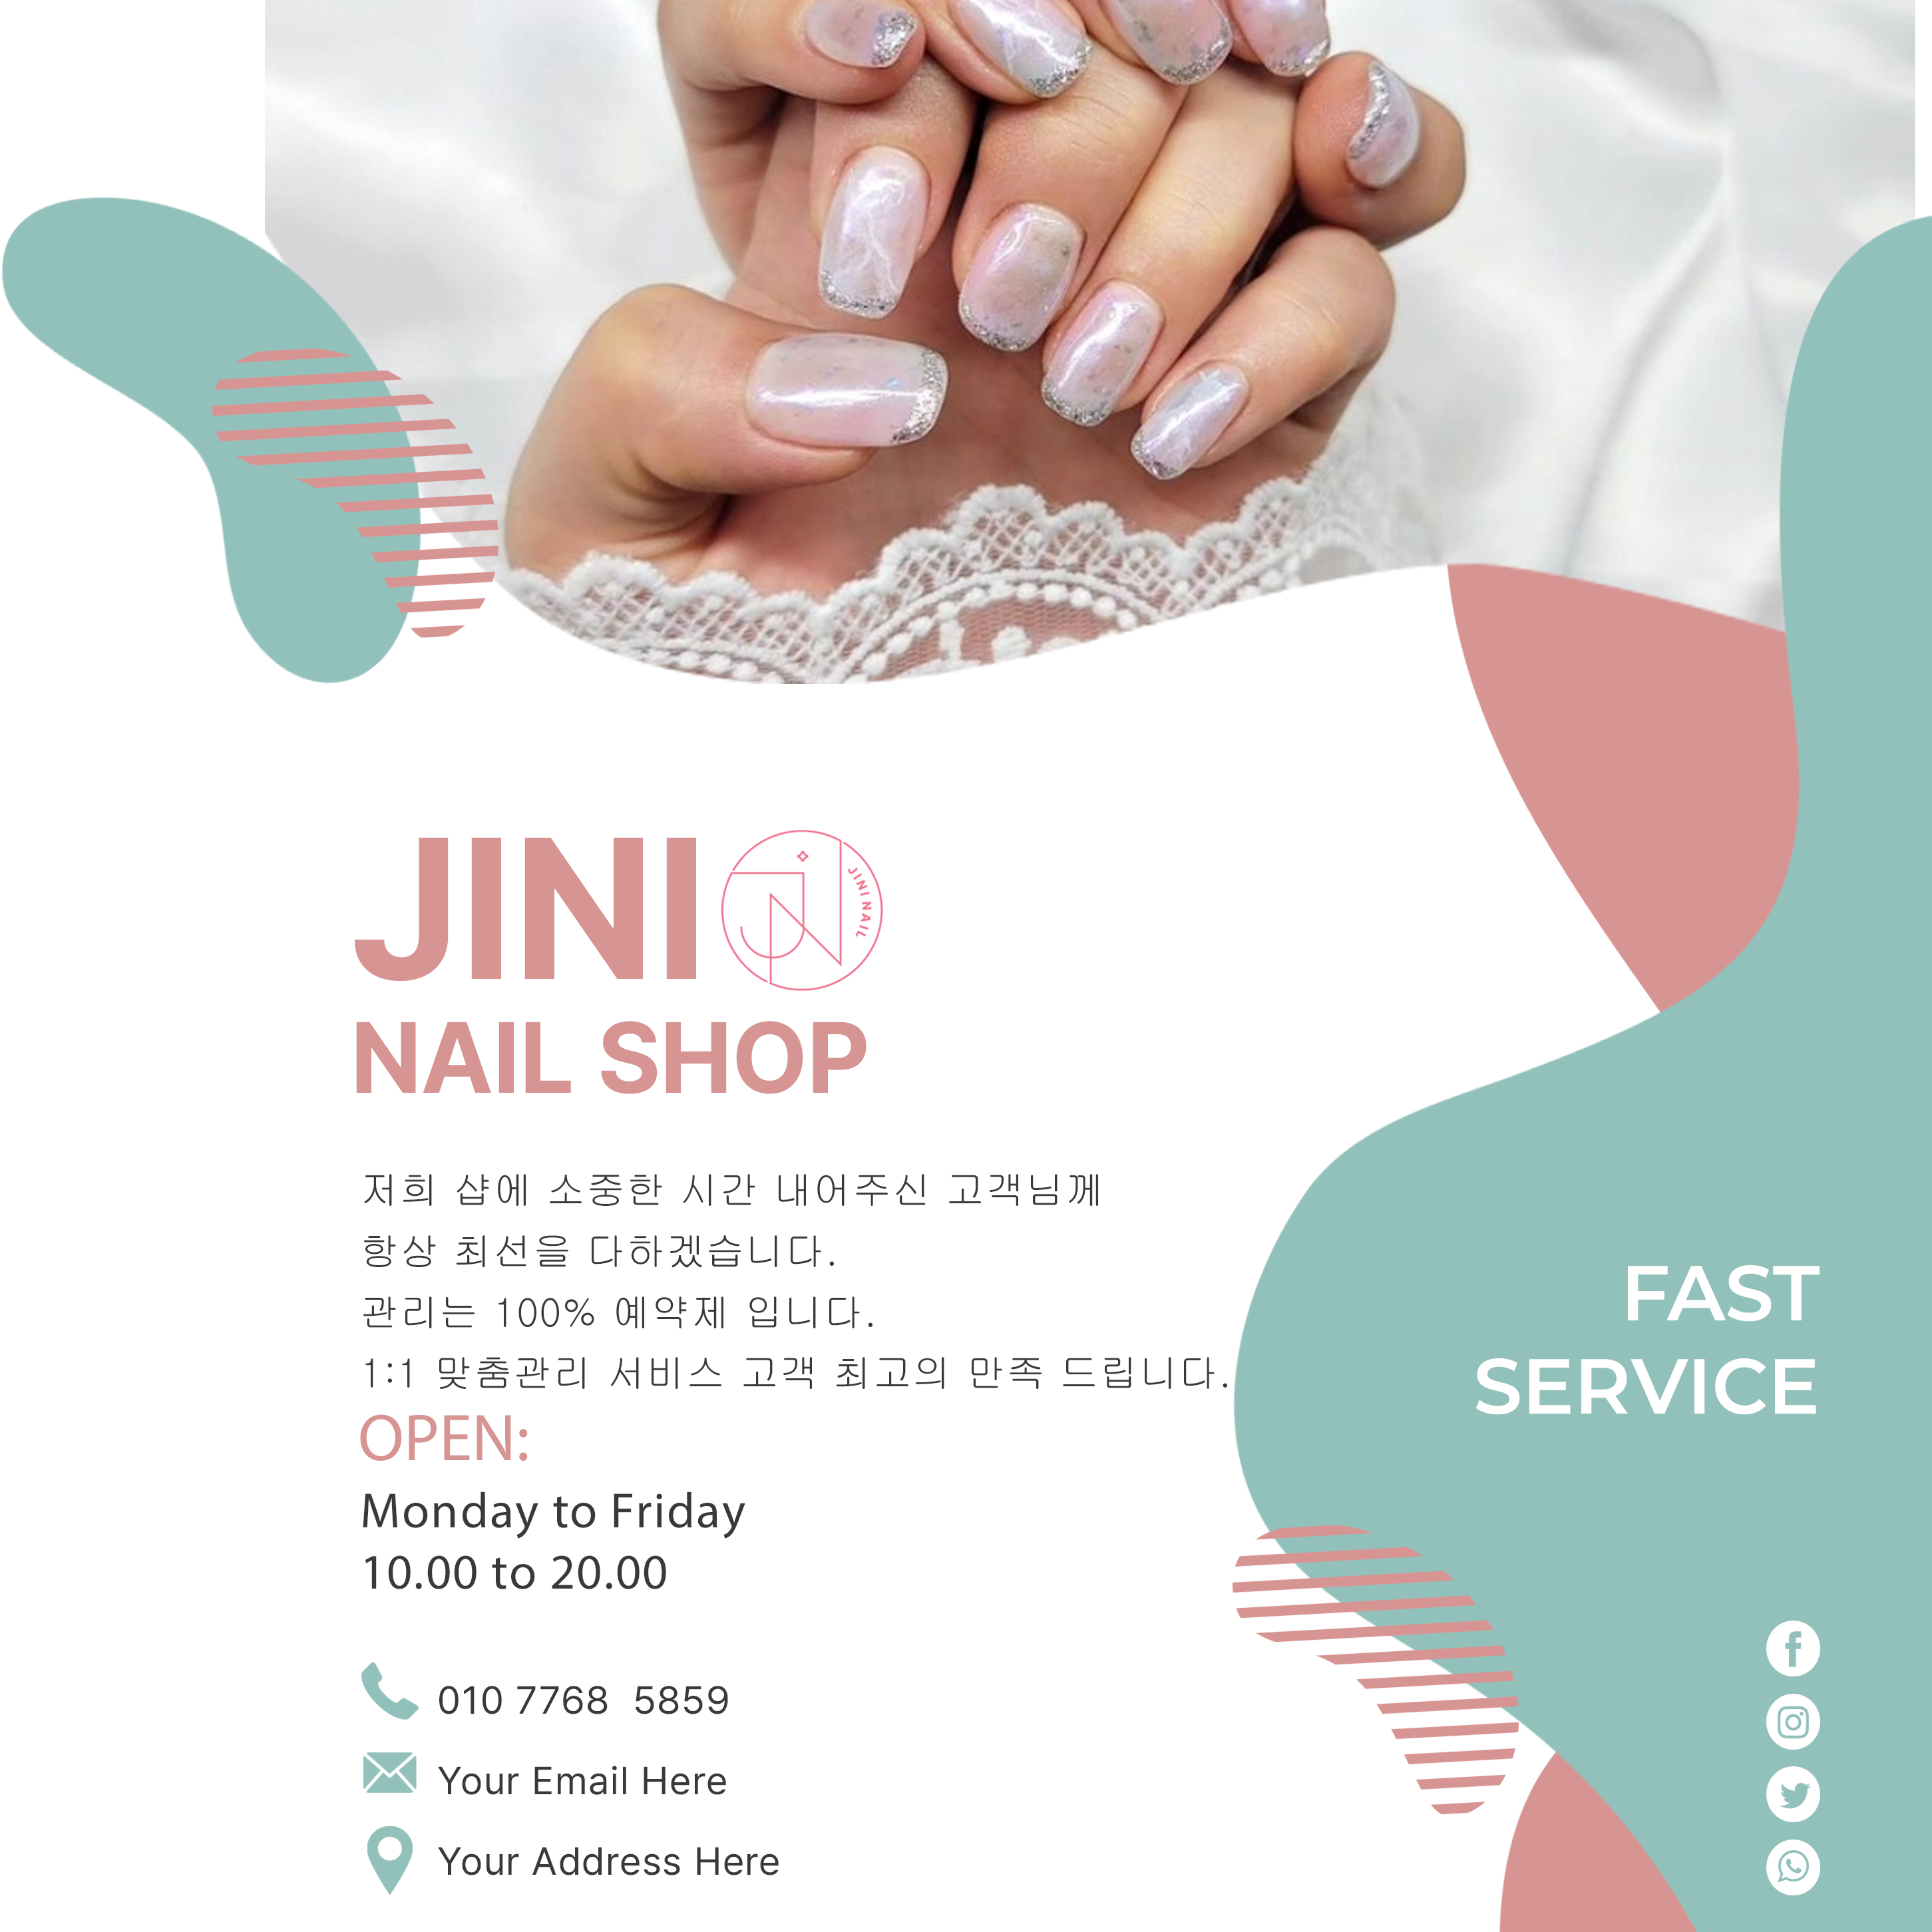 JINI
JINI NAIL
NAIL SHOP
저희 샵에 소중한 시간 내어주신 고객님께
항상 최선을 다하겠습니다.
관리는 100% 예약제 입니다.
1:1 맞춤관리 서비스 고객 최고의 만족 드립니다.
OPEN:
Monday to Friday
10.00 to 20.00
010 7768  5859
Your Email Here
Your Address Here
FAST
SERVICE